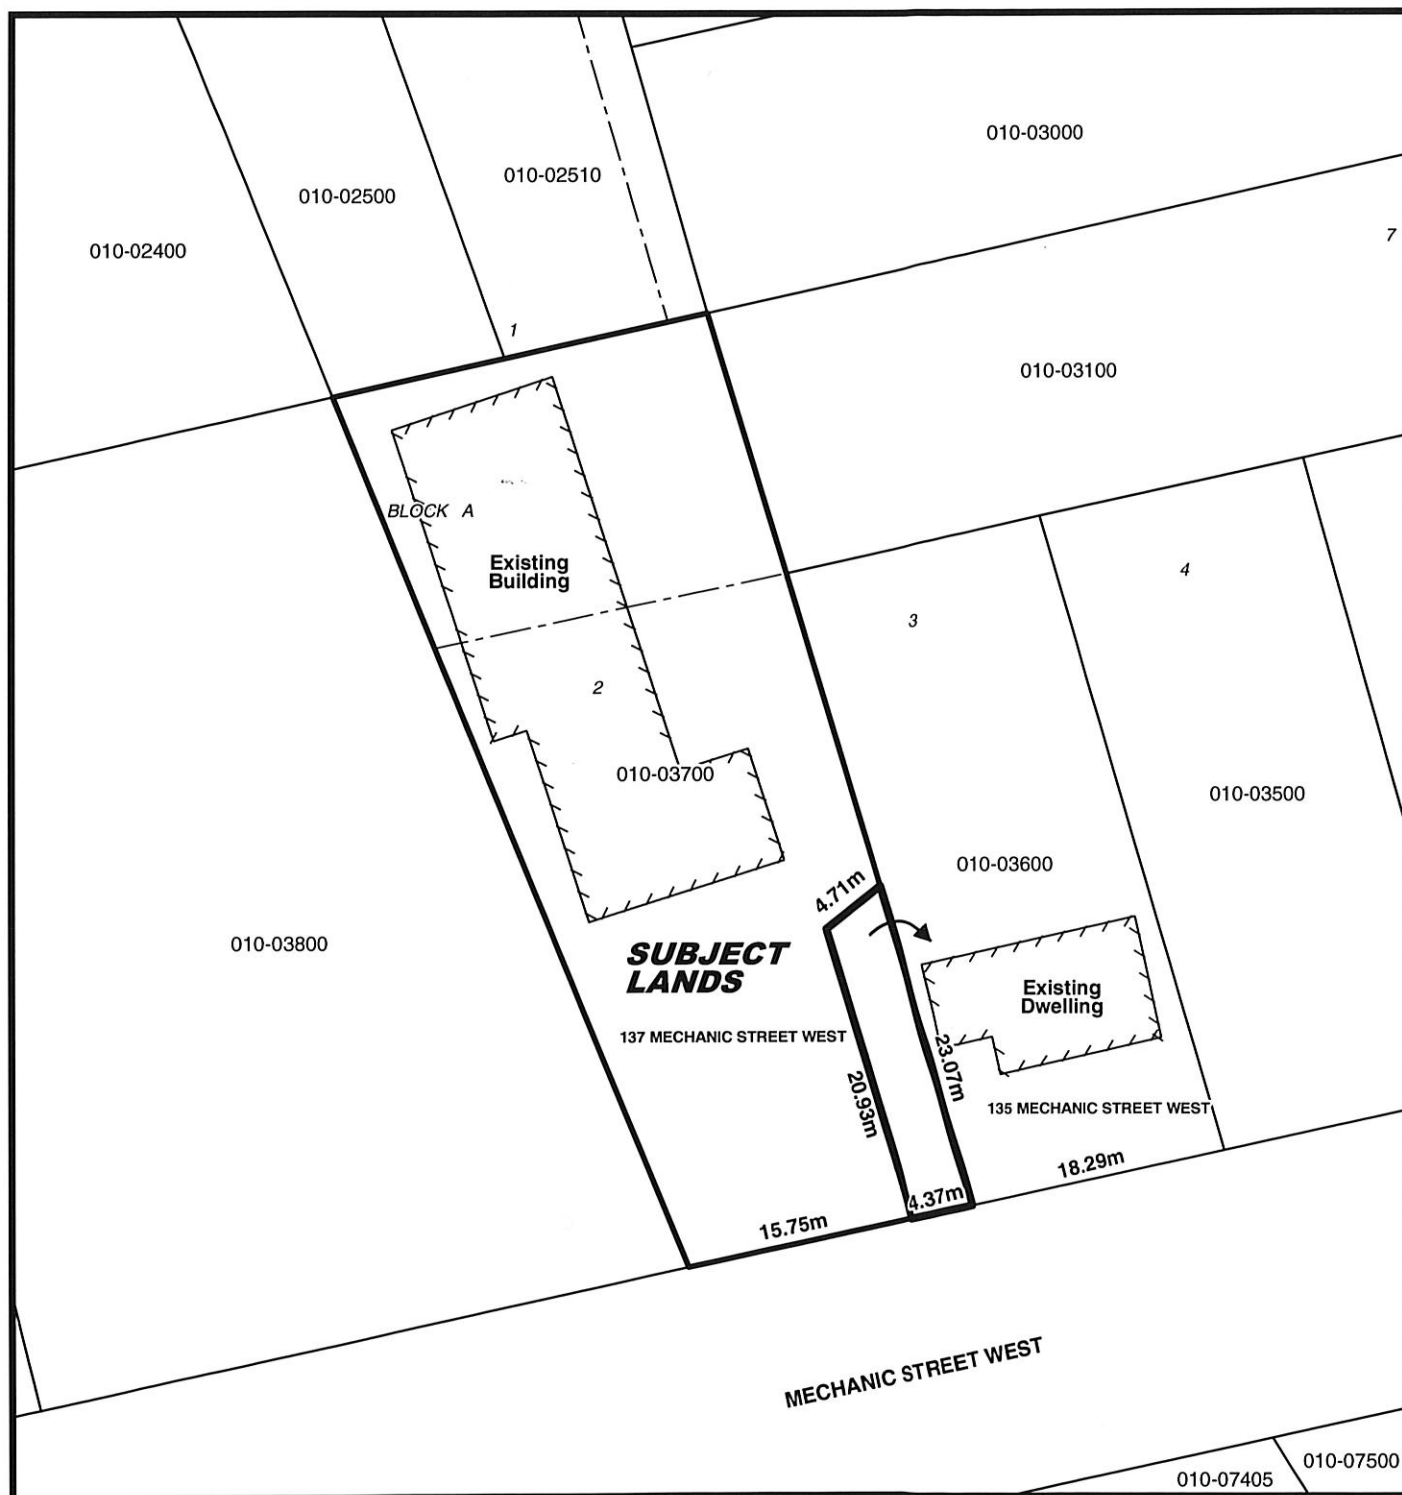 010-03000
010-02510
010-02500
010-02400
7
1
010-03100
BLOCK A
Existing
Building
4
3
2
010-03700
010-03500
010-03600
4.71m
010-03800
SUBJECT
LANDS
Existing
Dwelling
137 MECHANIC STREET WEST
23.07m
20.93m
135 MECHANIC STREET WEST
18.29m
4.37m
15.75m
MECHANIC STREET WEST
010-07500
010-07405